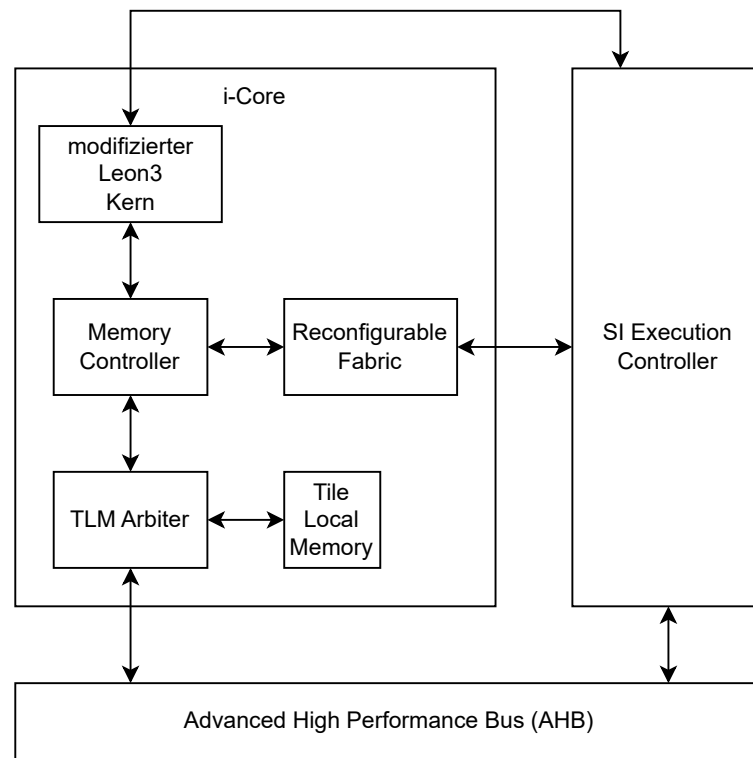 i-Core
modifizierter
Leon3
Kern
Memory
Controller
Reconfigurable
Fabric
SI Execution
Controller
TLM Arbiter
Tile
Local
Memory
Advanced High Performance Bus (AHB)